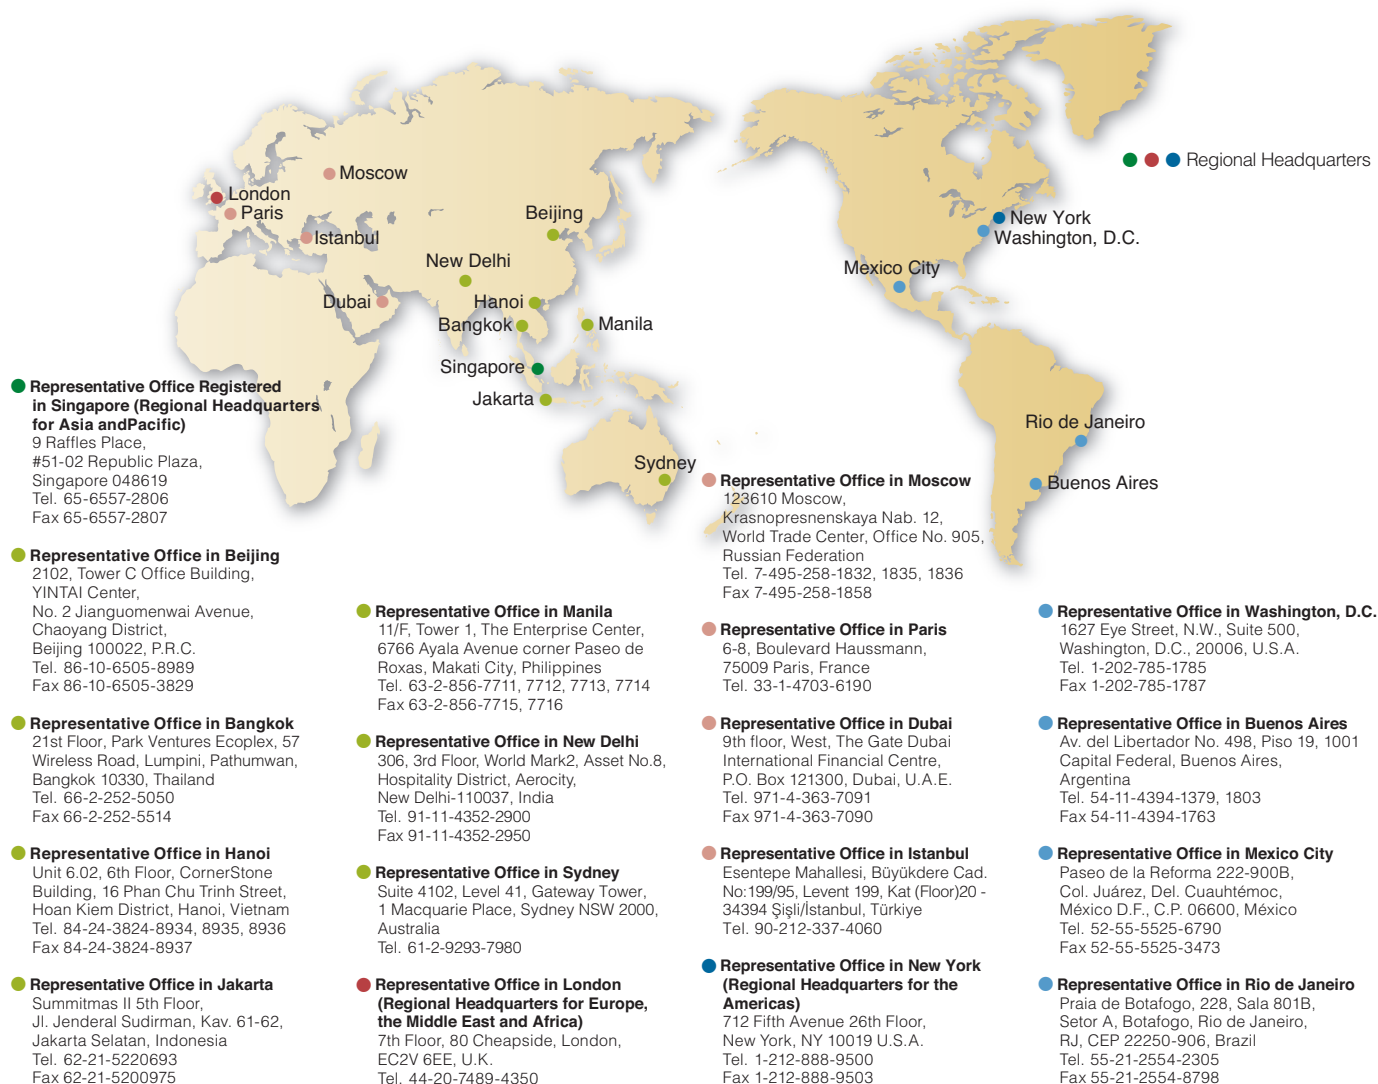 Regional Headquarters
Moscow
London
Paris
Istanbul
Dubai
Beijing
New Delhi
Hanoi
Bangkok
Manila
Singapore
Jakarta
Sydney
New York
Washington, D.C.
Mexico City
Rio de Janeiro
Buenos Aires
Representative Office Registered
in Singapore (Regional Headquarters
for Asia andPacific)
9 Raffles Place,
#51-02 Republic Plaza,
Singapore 048619
Tel. 65-6557-2806
Fax 65-6557-2807
Representative Office in Beijing
2102, Tower C Office Building,
YINTAI Center,
No. 2 Jianguomenwai Avenue,
Chaoyang District,
Beijing 100022, P.R.C.
Tel. 86-10-6505-8989
Fax 86-10-6505-3829
Representative Office in Bangkok
21st Floor, Park Ventures Ecoplex, 57
Wireless Road, Lumpini, Pathumwan,
Bangkok 10330, Thailand
Tel. 66-2-252-5050
Fax 66-2-252-5514
Representative Office in Hanoi
Unit 6.02, 6th Floor, CornerStone
Building, 16 Phan Chu Trinh Street,
Hoan Kiem District, Hanoi, Vietnam
Tel. 84-24-3824-8934, 8935, 8936
Fax 84-24-3824-8937
Representative Office in Jakarta
Summitmas II 5th Floor,
Jl. Jenderal Sudirman, Kav. 61-62,
Jakarta Selatan, Indonesia
Tel. 62-21-5220693
Fax 62-21-5200975
Representative Office in Manila
11/F, Tower 1, The Enterprise Center,
6766 Ayala Avenue corner Paseo de
Roxas, Makati City, Philippines
Tel. 63-2-856-7711, 7712, 7713, 7714
Fax 63-2-856-7715, 7716
Representative Office in New Delhi
306, 3rd Floor, World Mark2, Asset No.8,
Hospitality District, Aerocity,
New Delhi-110037, India
Tel. 91-11-4352-2900
Fax 91-11-4352-2950
Representative Office in Sydney
Suite 4102, Level 41, Gateway Tower,
1 Macquarie Place, Sydney NSW 2000,
Australia
Tel. 61-2-9293-7980
Representative Office in London
(Regional Headquarters for Europe,
the Middle East and Africa)
7th Floor, 80 Cheapside, London,
EC2V 6EE, U.K.
Tel. 44-20-7489-4350
Representative Office in Moscow
123610 Moscow,
Krasnopresnenskaya Nab. 12,
World Trade Center, Office No. 905,
Russian Federation
Tel. 7-495-258-1832, 1835, 1836
Fax 7-495-258-1858
Representative Office in Paris
6-8, Boulevard Haussmann,
75009 Paris, France
Tel. 33-1-4703-6190
Representative Office in Dubai
9th floor, West, The Gate Dubai
International Financial Centre,
P.O. Box 121300, Dubai, U.A.E.
Tel. 971-4-363-7091
Fax 971-4-363-7090
Representative Office in Istanbul
Esentepe Mahallesi, Büyükdere Cad.
No:199/95, Levent 199, Kat (Floor)20 -
34394 Şişli/İstanbul, Türkiye
Tel. 90-212-337-4060
Representative Office in New York
(Regional Headquarters for the
Americas)
712 Fifth Avenue 26th Floor,
New York, NY 10019 U.S.A.
Tel. 1-212-888-9500
Fax 1-212-888-9503
Representative Office in Washington, D.C.
1627 Eye Street, N.W., Suite 500,
Washington, D.C., 20006, U.S.A.
Tel. 1-202-785-1785
Fax 1-202-785-1787
Representative Office in Buenos Aires
Av. del Libertador No. 498, Piso 19, 1001
Capital Federal, Buenos Aires,
Argentina
Tel. 54-11-4394-1379, 1803
Fax 54-11-4394-1763
Representative Office in Mexico City
Paseo de la Reforma 222-900B,
Col. Juárez, Del. Cuauhtémoc,
México D.F., C.P. 06600, México
Tel. 52-55-5525-6790
Fax 52-55-5525-3473
Representative Office in Rio de Janeiro
Praia de Botafogo, 228, Sala 801B,
Setor A, Botafogo, Rio de Janeiro,
RJ, CEP 22250-906, Brazil
Tel. 55-21-2554-2305
Fax 55-21-2554-8798